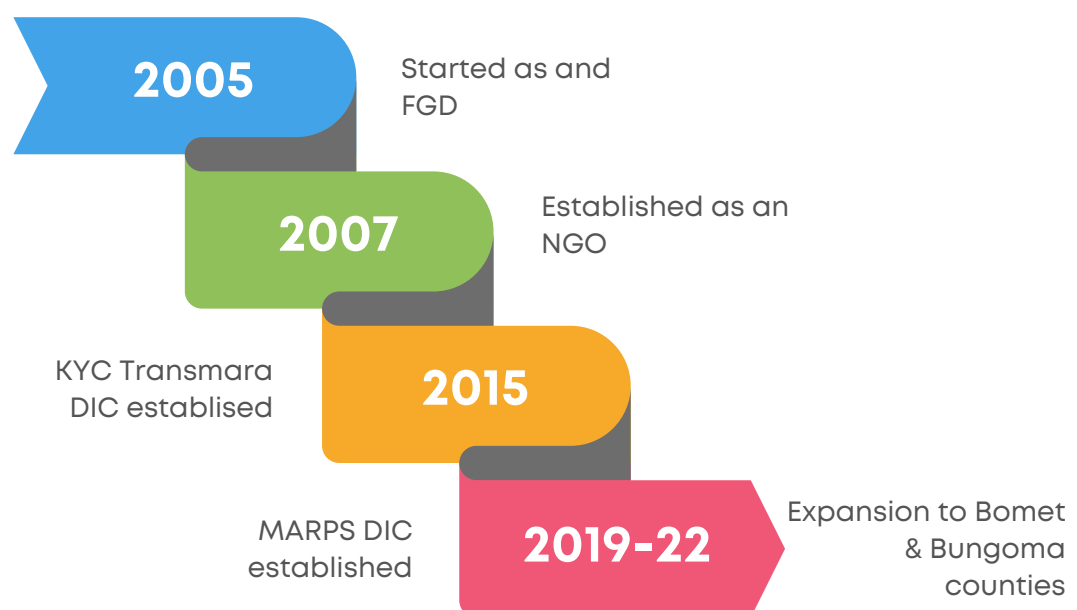 2005
Started as and
FGD
2007
Established as an
NGO
KYC Transmara
DIC establised
2015
MARPS DIC
established
2019-22
Expansion to Bomet
& Bungoma
counties